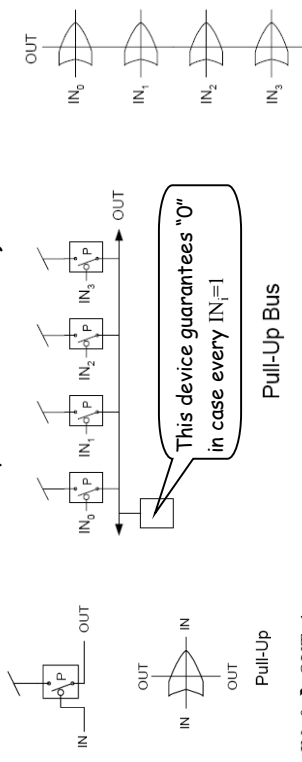 P
IN
OUT
OUT
IN
IN
OUT
Pull-Up
P
P
P
P
IN₀
IN₁
IN₂
IN₃
OUT
This device guarantees "0"
in case every INᵢ=1
Pull-Up Bus
OUT
IN₀
IN₁
IN₂
IN₃